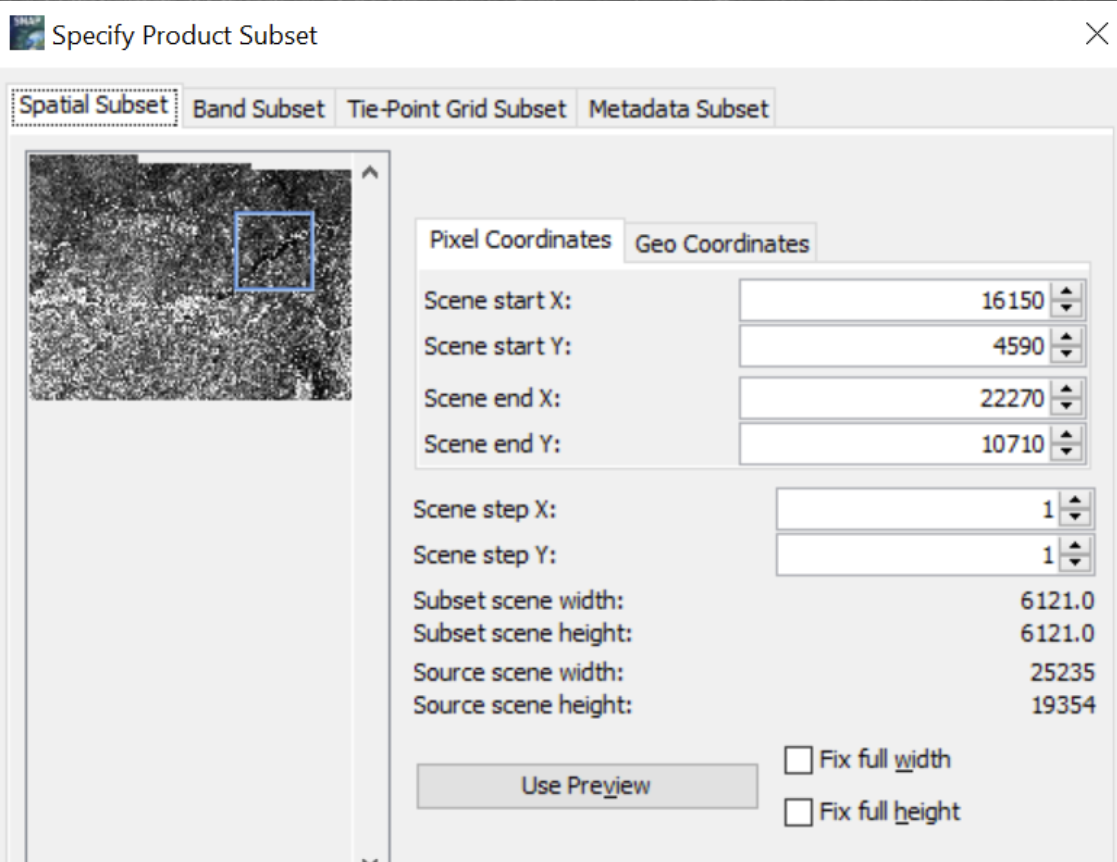 SNAP
Specify Product Subset
Spatial Subset Band Subset Tie-Point Grid Subset Metadata Subset
Pixel Coordinates Geo Coordinates
Scene start X: 16150
Scene start Y: 4590
Scene end X: 22270
Scene end Y: 10710
Scene step X: 1
Scene step Y: 1
Subset scene width: 6121.0
Subset scene height: 6121.0
Source scene width: 25235
Source scene height: 19354
Use Preview
Fix full width
Fix full height